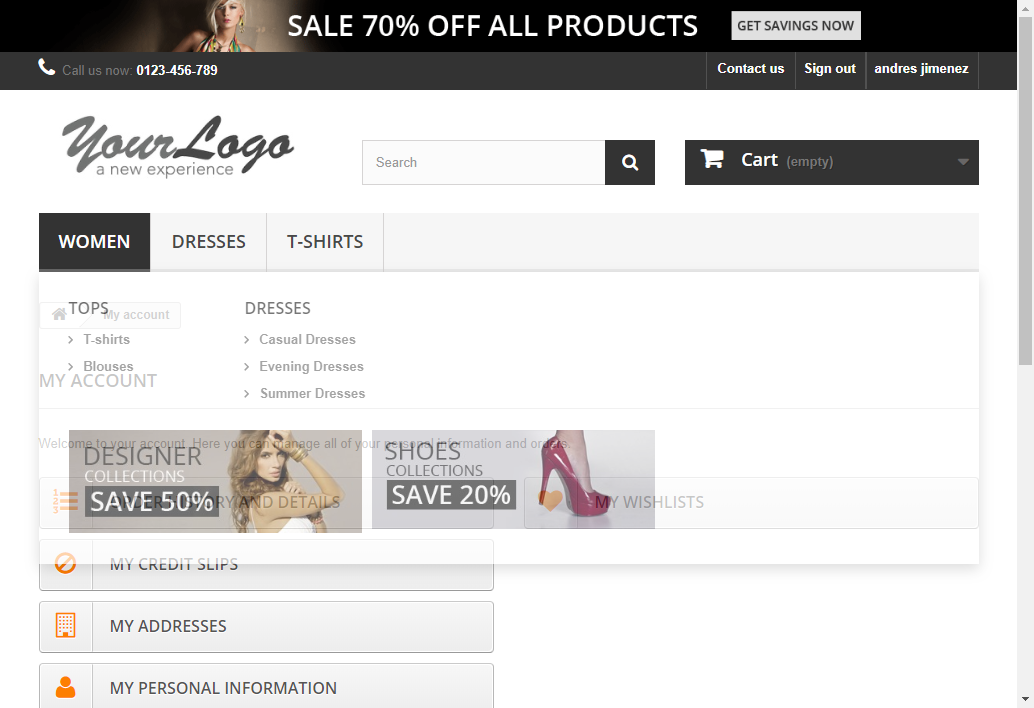 SALE 70% OFF ALL PRODUCTS GET SAVINGS NOW
Call us now: 0123-456-789 Contact us Sign out andres jimenez
YourLogo
a new experience
Search
Cart (empty)
WOMEN DRESSES T-SHIRTS
TOPS DRESSES
My account
T-shirts Casual Dresses
Blouses Evening Dresses
MY ACCOUNT
Summer Dresses
Welcome to your account. Here you can manage all of your personal information and orders.
DESIGNER SHOES
COLLECTIONS COLLECTIONS
SAVE 50% SAVE 20%
ORDER HISTORY AND DETAILS MY WISHLISTS
MY CREDIT SLIPS
MY ADDRESSES
MY PERSONAL INFORMATION